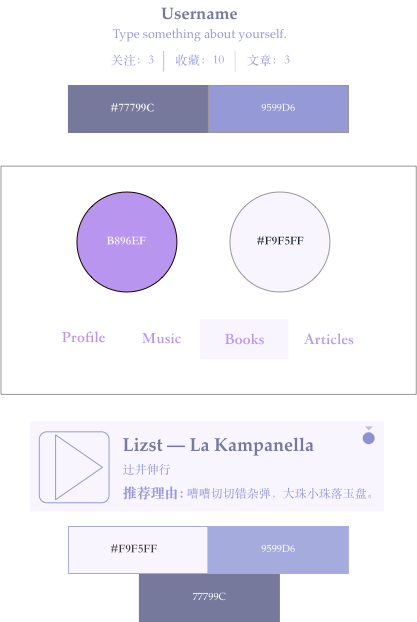 Username
Type something about yourself.
关注：3 收藏：10 文章：3
#77799C 9599D6
B896EF #F9F5FF
Profile Music Books Articles
Lizst — La Kampanella
辻井伸行
推荐理由：嘈嘈切切错杂弹、大珠小珠落玉盘。
#F9F5FF 9599D6
77799C